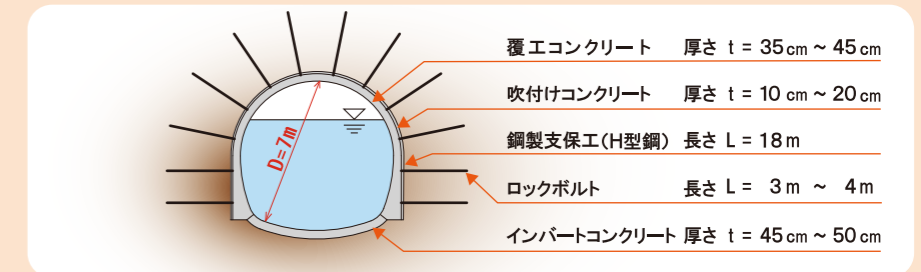 覆工コンクリート 厚さ t = 35cm ~ 45cm
吹付けコンクリート 厚さ t = 10 cm ~ 20cm
鋼製支保工(H型鋼) 長さ L = 18m
ロックボルト 長さ L = 3m ~ 4m
インバートコンクリート 厚さ t = 45cm ~ 50cm
D=7m